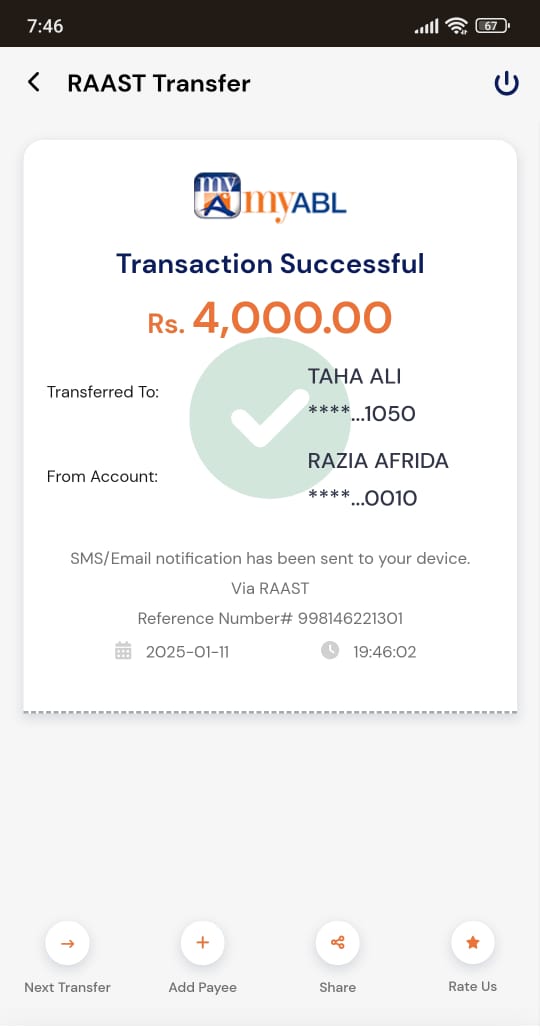 7:46
67
RAAST Transfer
my
myABL
Transaction Successful
Rs. 4,000.00
Transferred To:
TAHA ALI
****...1050
From Account:
RAZIA AFRIDA
****...0010
SMS/Email notification has been sent to your device.
Via RAAST
Reference Number# 998146221301
2025-01-11 19:46:02
Next Transfer Add Payee Share Rate Us